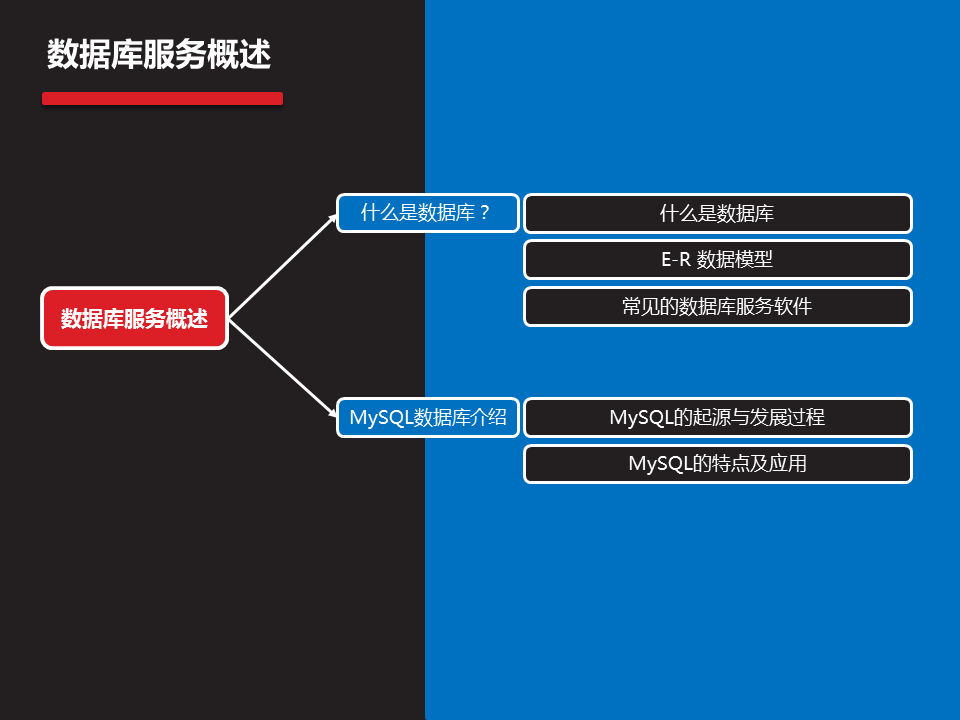 数据库服务概述
数据库服务概述
什么是数据库？
什么是数据库
E-R 数据模型
常见的数据库服务软件
MySQL数据库介绍
MySQL的起源与发展过程
MySQL的特点及应用